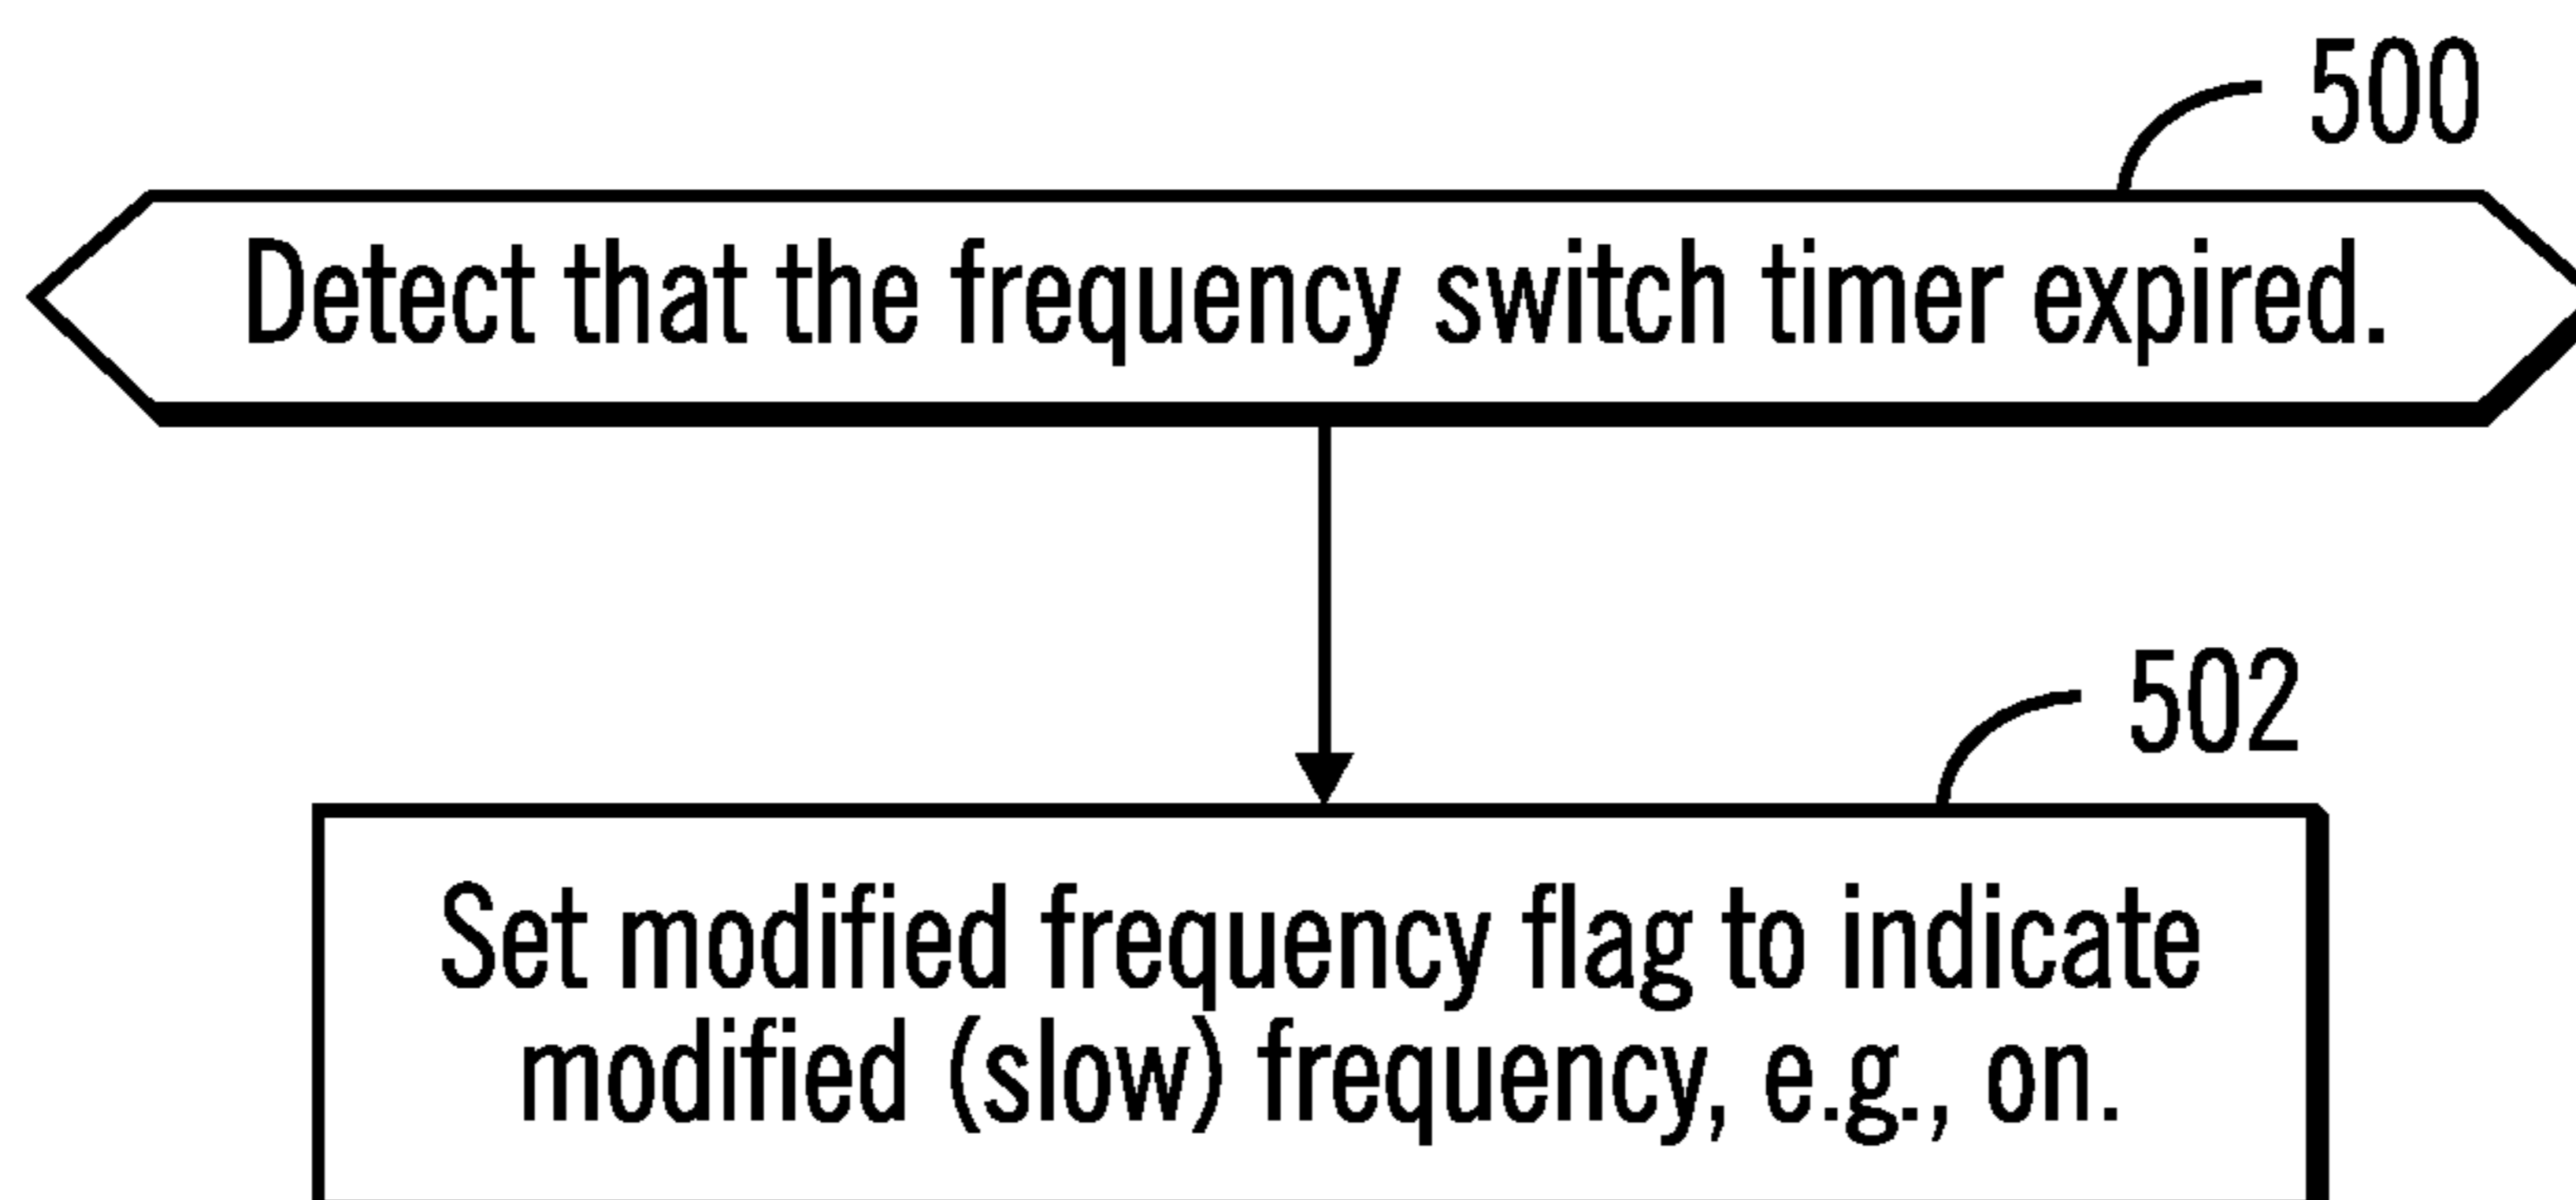 500
Detect that the frequency switch timer expired.
502
Set modified frequency flag to indicate
modified (slow) frequency, e.g., on.